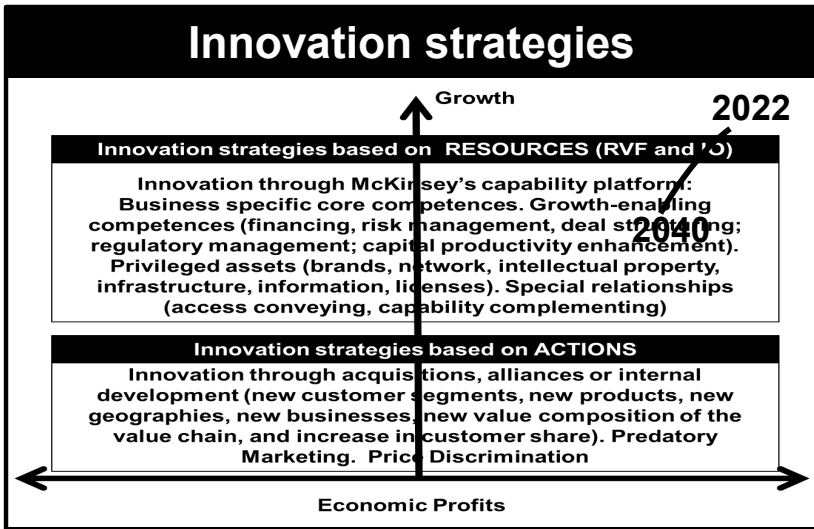 Innovation strategies
Growth
2022
Innovation strategies based on RESOURCES (RVF and IO)
Innovation through McKinsey's capability platform:
Business specific core competences. Growth-enabling
competences (financing, risk management, deal structuring;
2040
regulatory management; capital productivity enhancement).
Privileged assets (brands, network, intellectual property,
infrastructure, information, licenses). Special relationships
(access conveying, capability complementing)
Innovation strategies based on ACTIONS
Innovation through acquisitions, alliances or internal
development (new customer segments, new products, new
geographies, new businesses, new value composition of the
value chain, and increase in customer share). Predatory
Marketing. Price Discrimination
Economic Profits